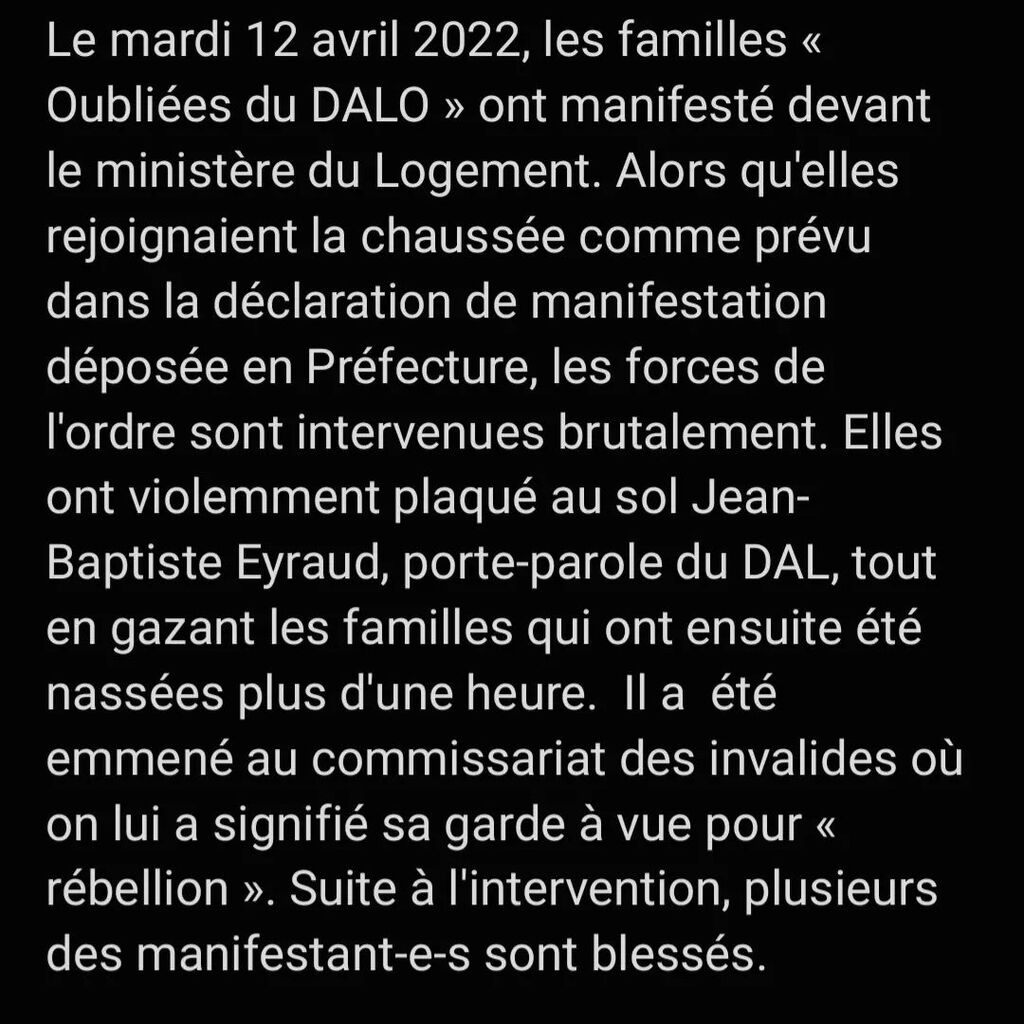 Le mardi 12 avril 2022, les familles «
Oubliées du DALO » ont manifesté devant
le ministère du Logement. Alors qu'elles
rejoignaient la chaussée comme prévu
dans la déclaration de manifestation
déposée en Préfecture, les forces de
l'ordre sont intervenues brutalement. Elles
ont violemment plaqué au sol Jean-
Baptiste Eyraud, porte-parole du DAL, tout
en gazant les familles qui ont ensuite été
nassées plus d'une heure.  Il a  été
emmené au commissariat des invalides où
on lui a signifié sa garde à vue pour «
rébellion ». Suite à l'intervention, plusieurs
des manifestant-e-s sont blessés.